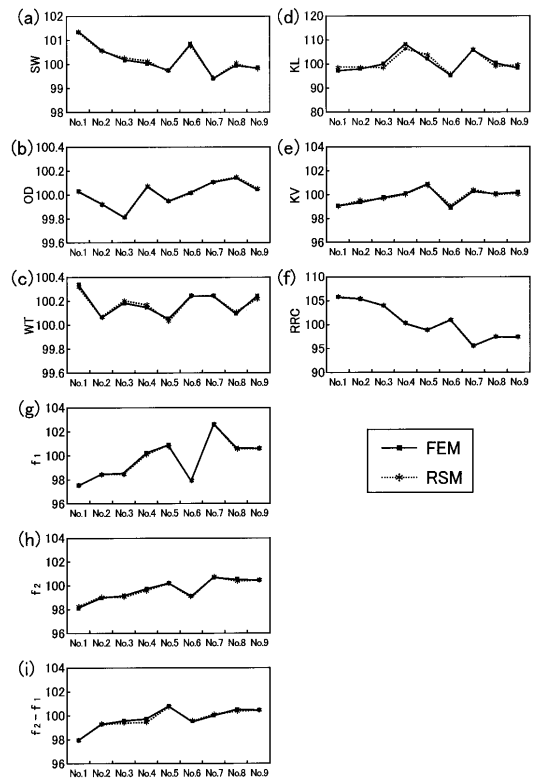 (a)
SW
102
101
100
99
98
No.1 No.2 No.3 No.4 No.5 No.6 No.7 No.8 No.9
(b)
OD
100.4
100.2
100.0
99.8
99.6
No.1 No.2 No.3 No.4 No.5 No.6 No.7 No.8 No.9
(c)
WT
100.4
100.2
100.0
99.8
99.6
No.1 No.2 No.3 No.4 No.5 No.6 No.7 No.8 No.9
(g)
f₁
104
102
100
98
96
No.1 No.2 No.3 No.4 No.5 No.6 No.7 No.8 No.9
(h)
f₂
104
102
100
98
96
No.1 No.2 No.3 No.4 No.5 No.6 No.7 No.8 No.9
(i)
f₂-f₁
104
102
100
98
96
No.1 No.2 No.3 No.4 No.5 No.6 No.7 No.8 No.9
(d)
KL
120
110
100
90
80
No.1 No.2 No.3 No.4 No.5 No.6 No.7 No.8 No.9
(e)
KV
104
102
100
98
96
No.1 No.2 No.3 No.4 No.5 No.6 No.7 No.8 No.9
(f)
RRC
110
105
100
95
90
No.1 No.2 No.3 No.4 No.5 No.6 No.7 No.8 No.9
FEM
RSM